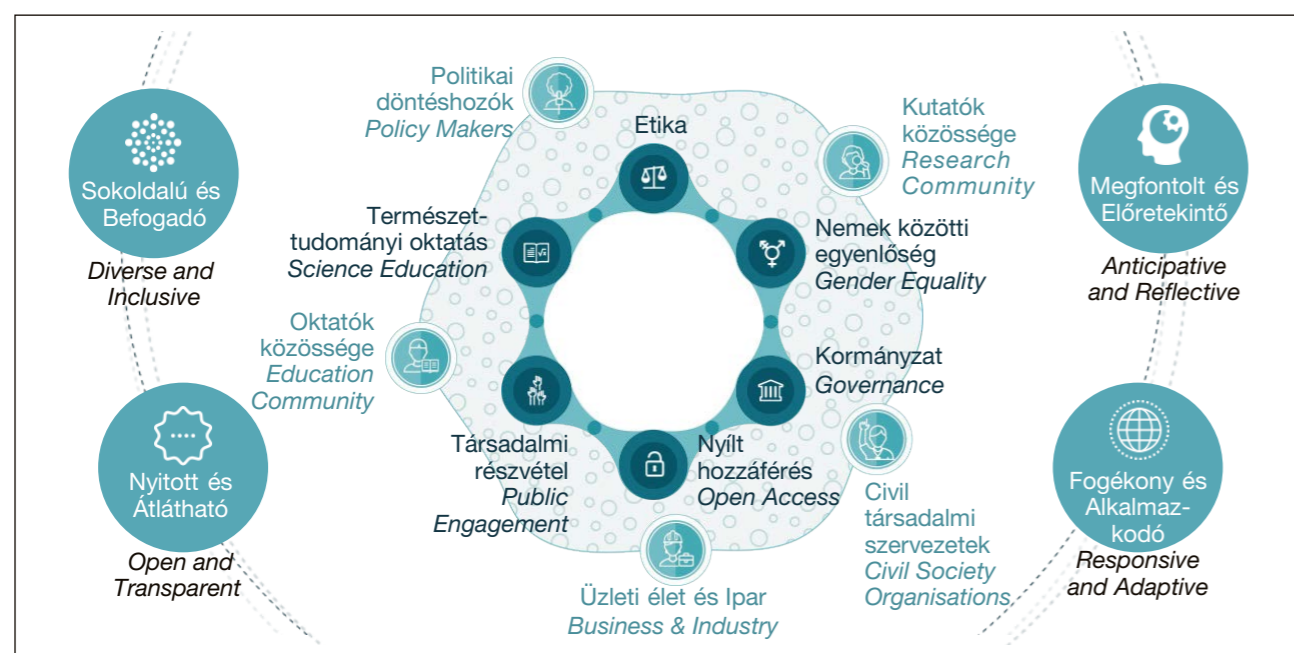 Sokoldalú és
Befogadó
Diverse and
Inclusive
Nyitott és
Átlátható
Open and
Transparent
Politikai
döntéshozók
Policy Makers
Etika
Kutatók
közössége
Research
Community
Természet-
tudományi oktatás
Science Education
Nemek közötti
egyenlőség
Gender Equality
Oktatók
közössége
Education
Community
Kormányzat
Governance
Társadalmi
részvétel
Public
Engagement
Nyílt
hozzáférés
Open Access
Civil
társadalmi
szervezetek
Civil Society
Organisations
Üzleti élet és Ipar
Business & Industry
Megfontolt és
Előretekintő
Anticipative
and Reflective
Fogékony és
Alkalmaz-
kodó
Responsive
and Adaptive